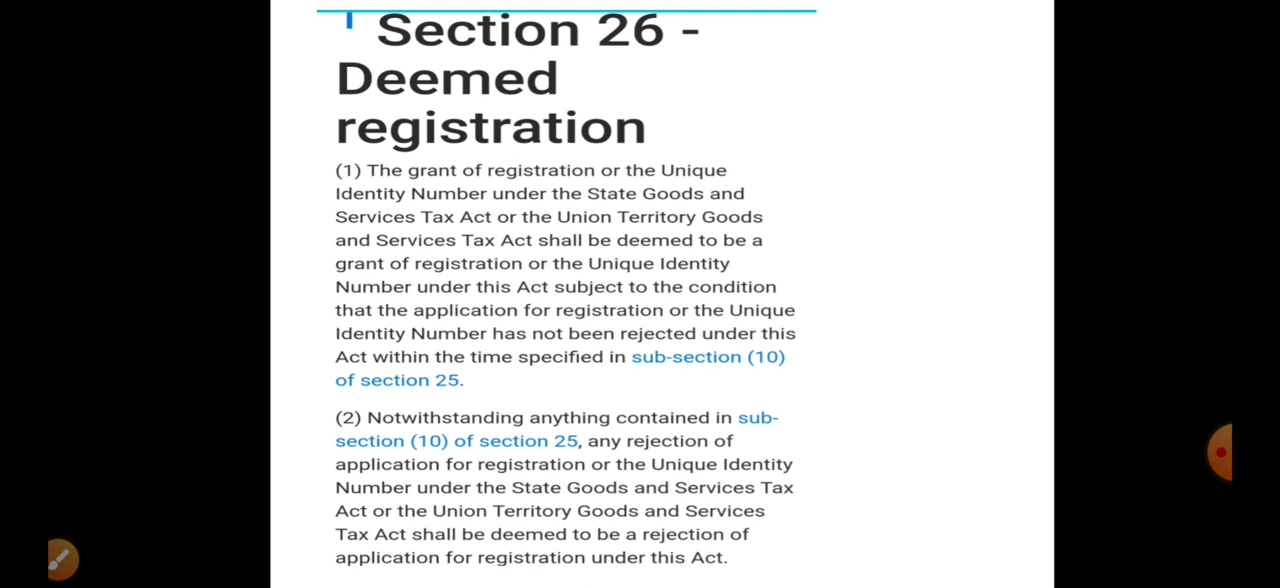 Section 26 -
Deemed
registration
(1) The grant of registration or the Unique
Identity Number under the State Goods and
Services Tax Act or the Union Territory Goods
and Services Tax Act shall be deemed to be a
grant of registration or the Unique Identity
Number under this Act subject to the condition
that the application for registration or the Unique
Identity Number has not been rejected under this
Act within the time specified in sub-section (10)
of section 25.
(2) Notwithstanding anything contained in sub-
section (10) of section 25, any rejection of
application for registration or the Unique Identity
Number under the State Goods and Services Tax
Act or the Union Territory Goods and Services
Tax Act shall be deemed to be a rejection of
application for registration under this Act.